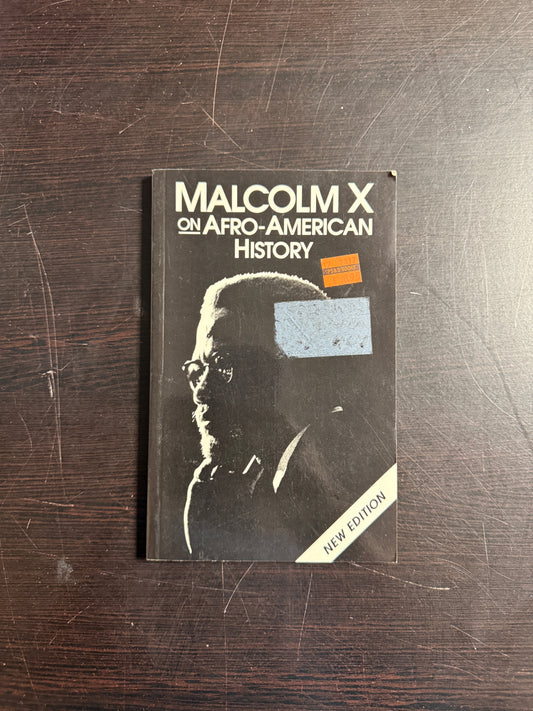 MALCOLM X
ON AFRO-AMERICAN
HISTORY
NEW EDITION